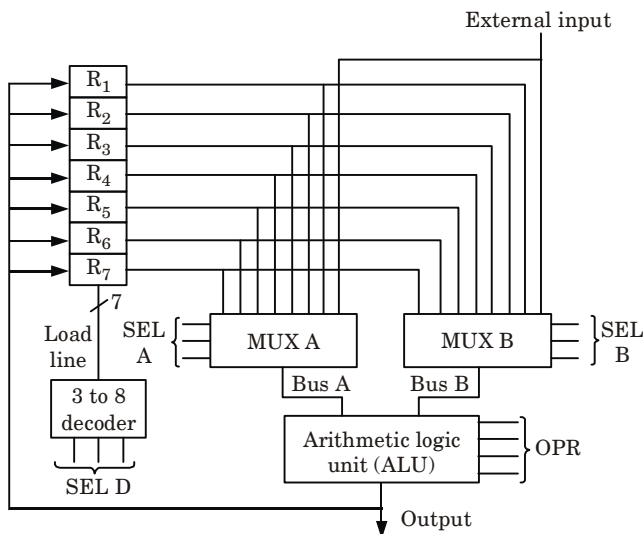 External input
R1
R2
R3
R4
R5
R6
R7
7
Load
line
SEL
A
MUX A
MUX B
SEL
B
Bus A
Bus B
3 to 8
decoder
SEL D
Arithmetic logic
unit (ALU)
OPR
Output